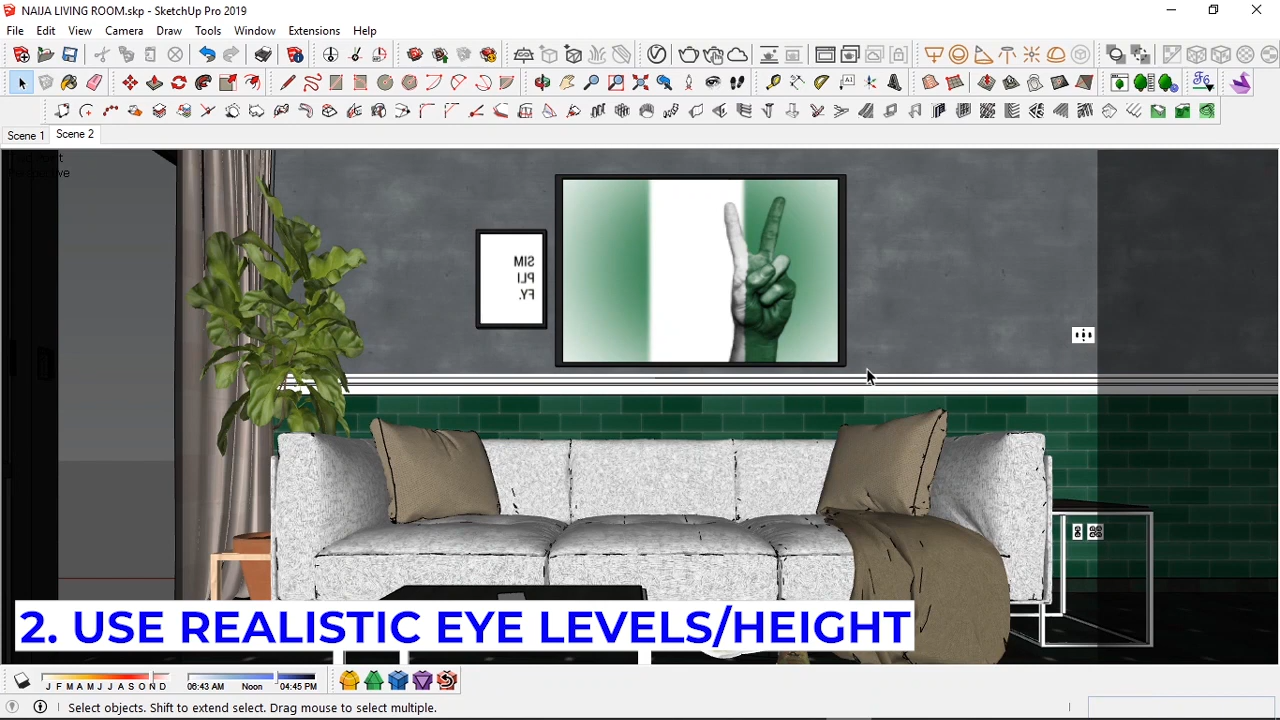 NAIJA LIVING ROOM.skp - SketchUp Pro 2019
File Edit View Camera Draw Tools Window Extensions Help
Scene 1 Scene 2
SIM
PLI
FY.
2. USE REALISTIC EYE LEVELS/HEIGHT
J F M A M J J A S O N D 06:43 AM Noon 04:45 PM
Select objects. Shift to extend select. Drag mouse to select multiple.